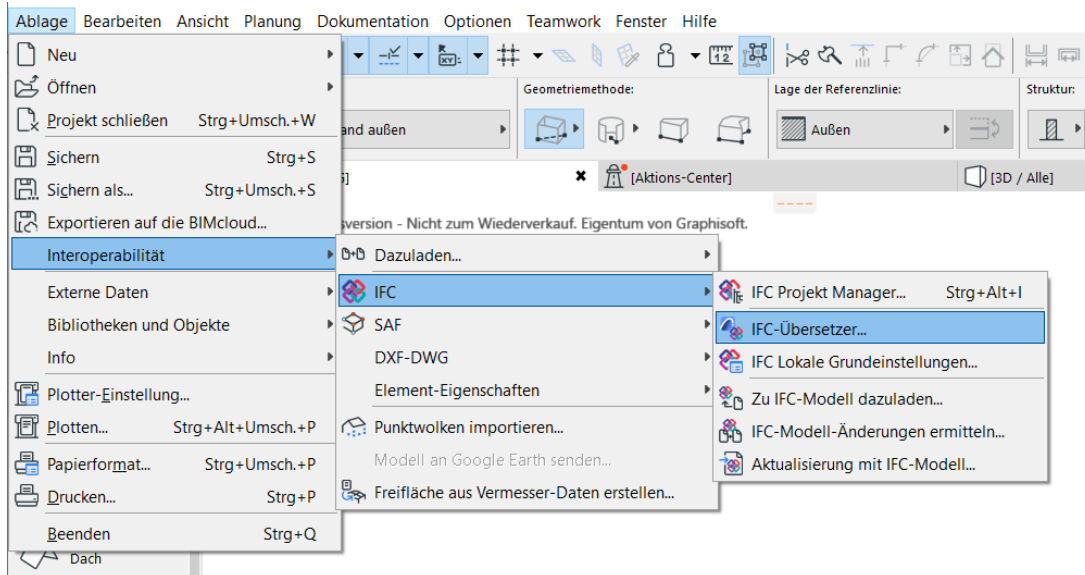 Ablage Bearbeiten Ansicht Planung Dokumentation Optionen Teamwork Fenster Hilfe
Neu
Öffnen
Projekt schließen Strg+Umsch.+W
Sichern Strg+S
Sichern als... Strg+Umsch.+S
Exportieren auf die BIMcloud...
Interoperabilität
Externe Daten
Bibliotheken und Objekte
Info
Plotter-Einstellung...
Plotten... Strg+Alt+Umsch.+P
Papierformat... Strg+Umsch.+P
Drucken... Strg+P
Beenden Strg+Q
Dach
XY:
12
Geometriemethode:
Lage der Referenzlinie:
Struktur:
and außen
Außen
[Aktions-Center]
[3D / Alle]
sversion - Nicht zum Wiederverkauf. Eigentum von Graphisoft.
Dazuladen...
IFC
SAF
DXF-DWG
Element-Eigenschaften
Punktwolken importieren...
Modell an Google Earth senden...
Freifläche aus Vermesser-Daten erstellen...
IFC Projekt Manager... Strg+Alt+I
IFC-Übersetzer...
IFC Lokale Grundeinstellungen...
Zu IFC-Modell dazuladen...
IFC-Modell-Änderungen ermitteln...
Aktualisierung mit IFC-Modell...